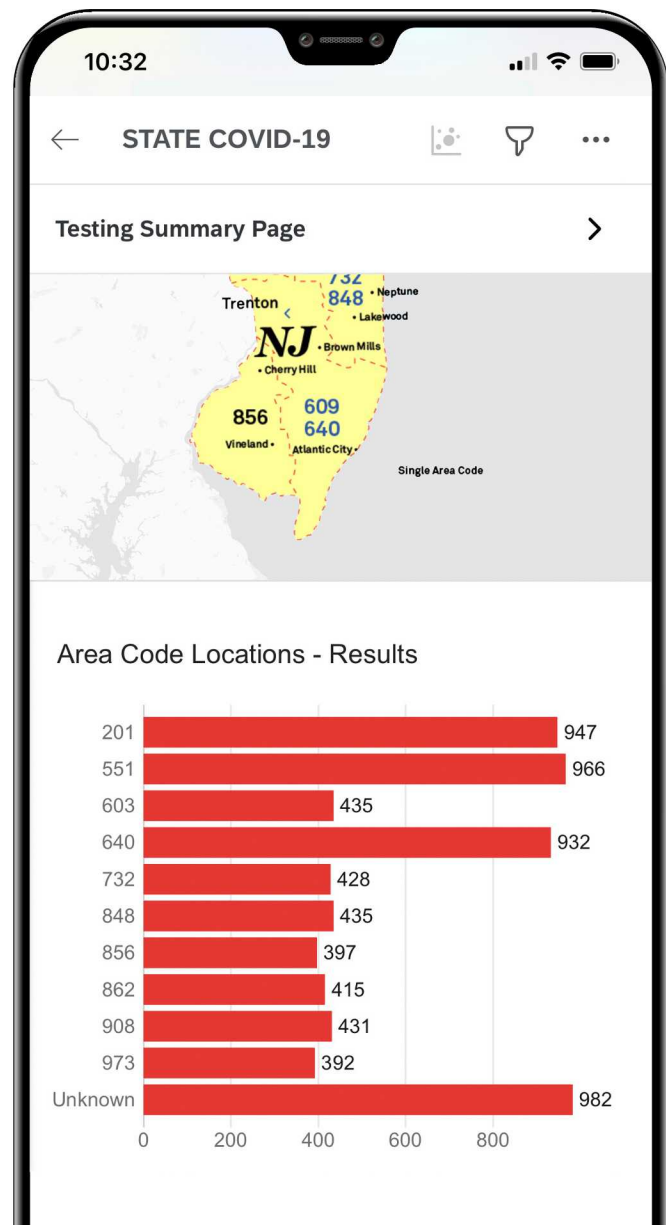 10:32
STATE COVID-19
Testing Summary Page
732
Trenton
848
Neptune
Lakewood
NJ
Brown Mills
Cherry Hill
609
856
640
Vineland
Atlantic City
Single Area Code
Area Code Locations - Results
201 947
551 966
603 435
640 932
732 428
848 435
856 397
862 415
908 431
973 392
Unknown 982
0 200 400 600 800